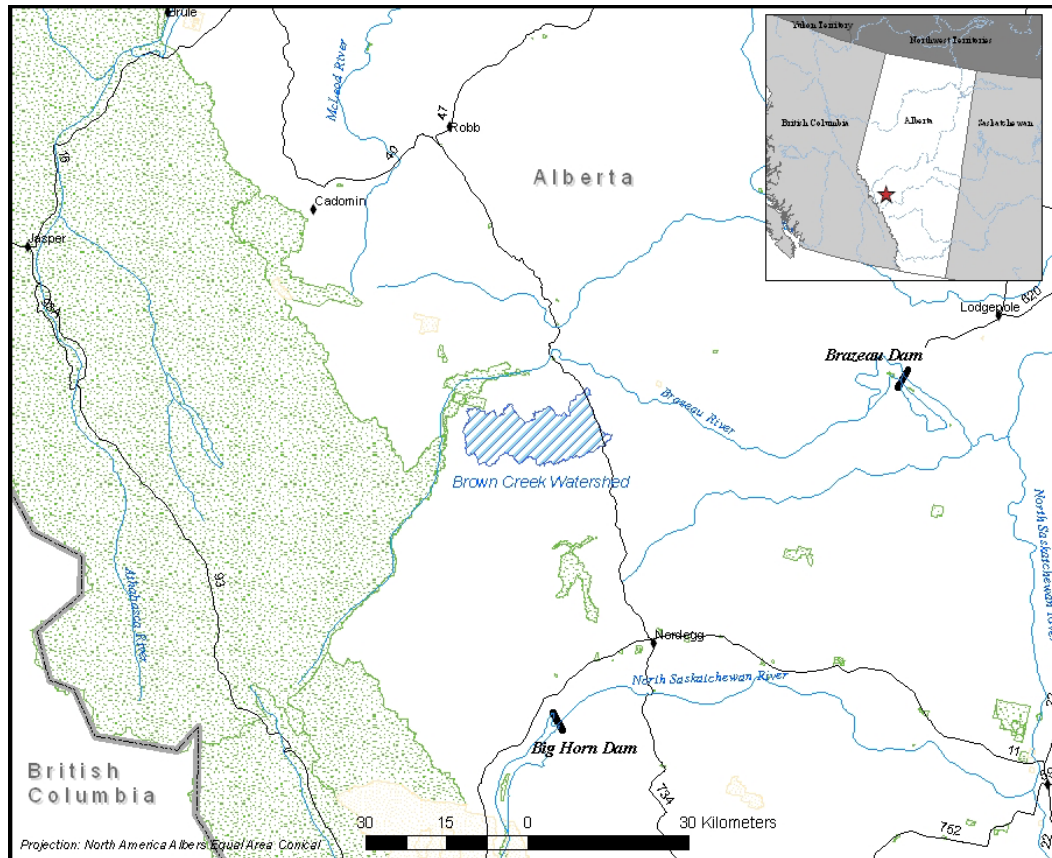 Brule
Yukon Territory
Northwest Territories
British Columbia
Alberta
Saskatchewan
McLeod River
47
Robb
40
16
Alberta
Cadomin
Jasper
93A
Lodgepole
620
Brazeau Dam
Brazeau River
Brown Creek Watershed
North Saskatchewan River
93
Athabasca River
Nordegg
North Saskatchewan River
Big Horn Dam
22
11
British
Columbia
734
752
22
30 15 0 30 Kilometers
Projection: North America Albers Equal Area Conical